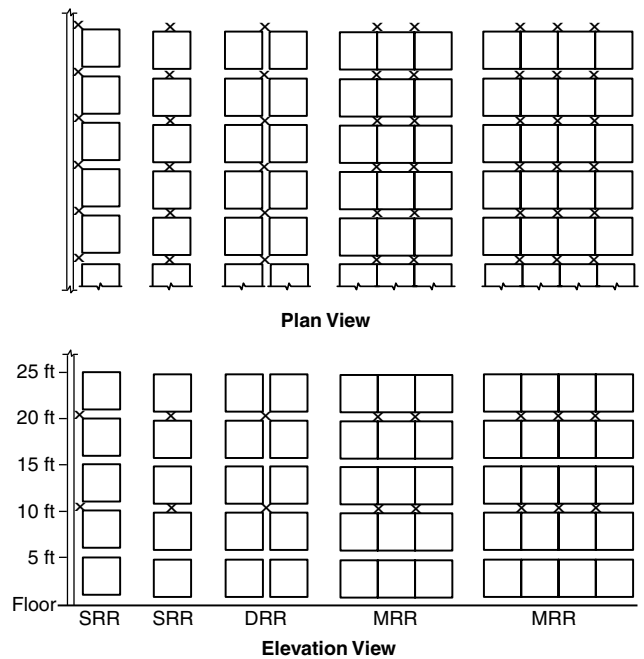 Plan View
25 ft
20 ft
15 ft
10 ft
5 ft
Floor
SRR SRR DRR MRR MRR
Elevation View